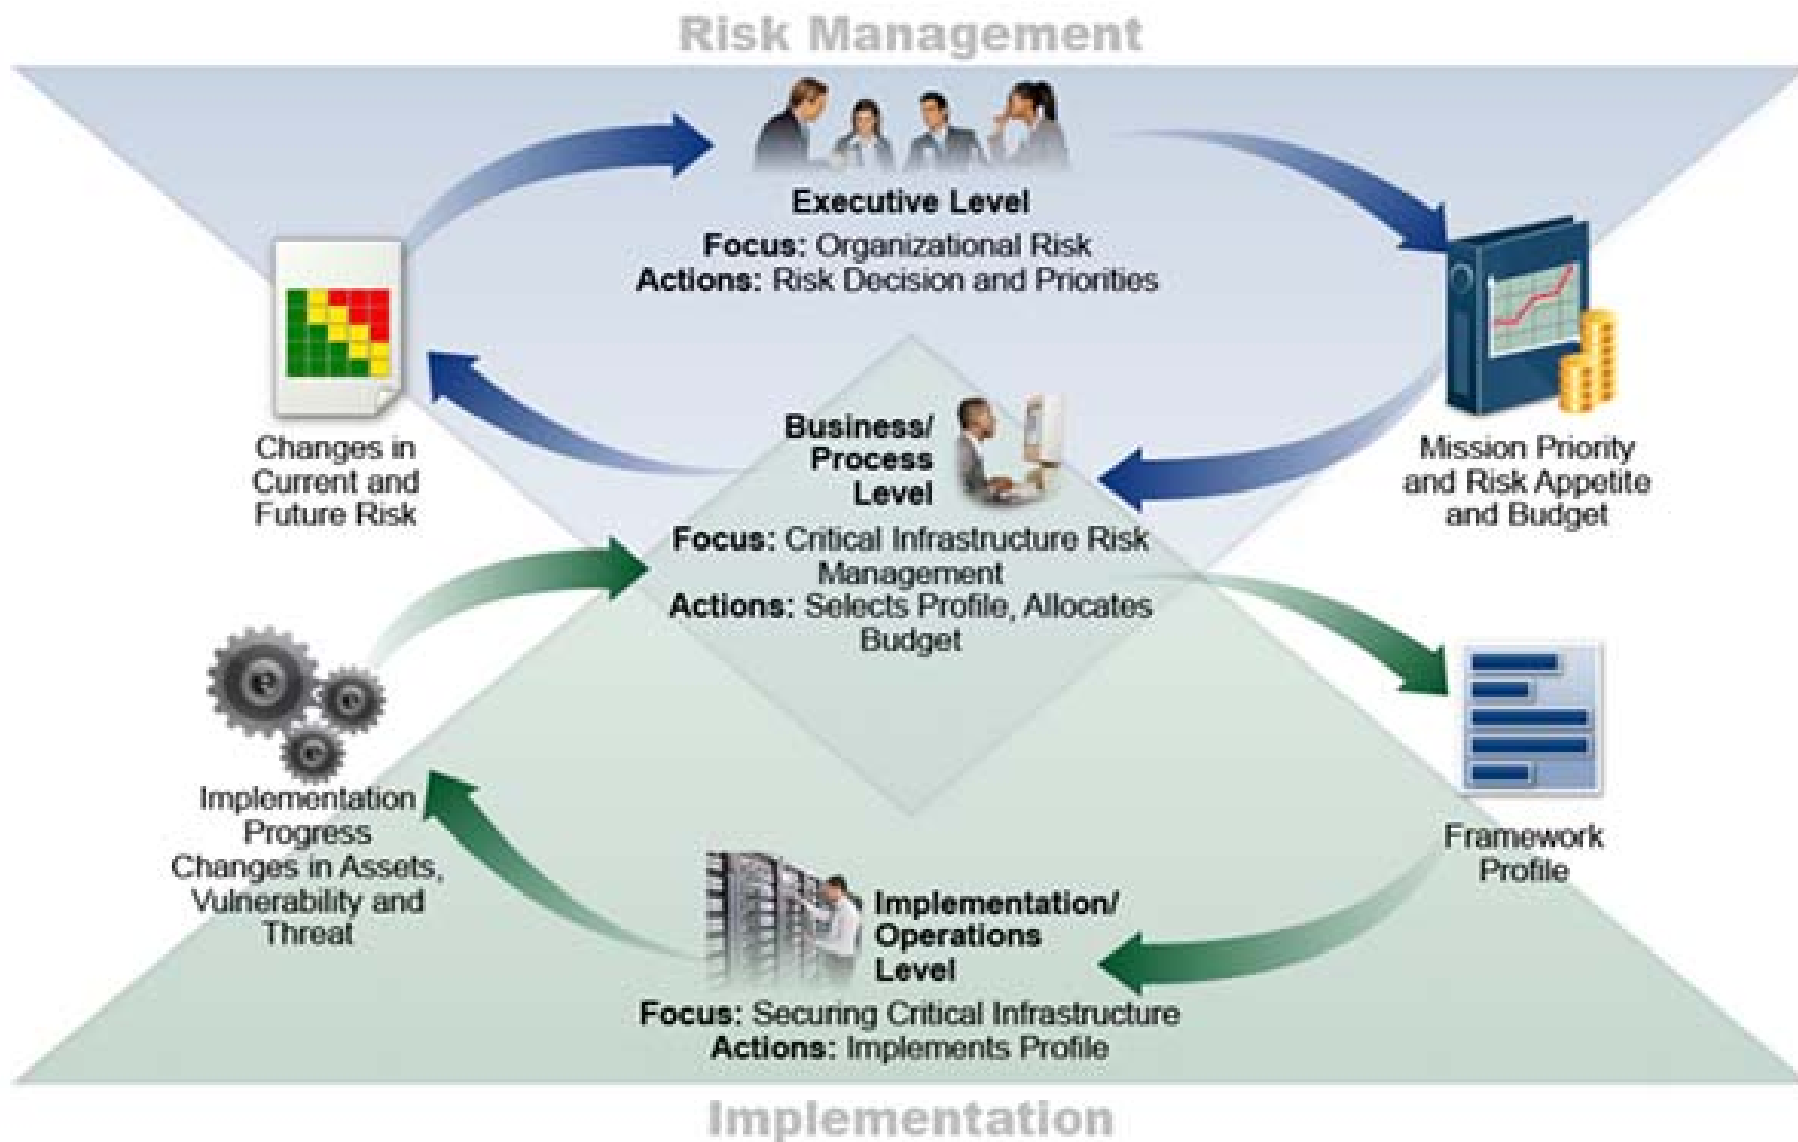 Risk Management
Executive Level
Focus: Organizational Risk
Actions: Risk Decision and Priorities
Changes in
Current and
Future Risk
Mission Priority
and Risk Appetite
and Budget
Business/
Process
Level
Focus: Critical Infrastructure Risk
Management
Actions: Selects Profile, Allocates
Budget
Implementation
Progress
Changes in Assets,
Vulnerability and
Threat
Framework
Profile
Implementation/
Operations
Level
Focus: Securing Critical Infrastructure
Actions: Implements Profile
Implementation